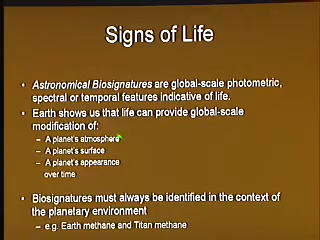 Signs of Life
• Astronomical Biosignatures are global-scale photometric,
spectral or temporal features indicative of life.
• Earth shows us that life can provide global-scale
modification of:
– A planet's atmosphere
– A planet's surface
– A planet's appearance
over time
• Biosignatures must always be identified in the context of
the planetary environment
– e.g. Earth methane and Titan methane